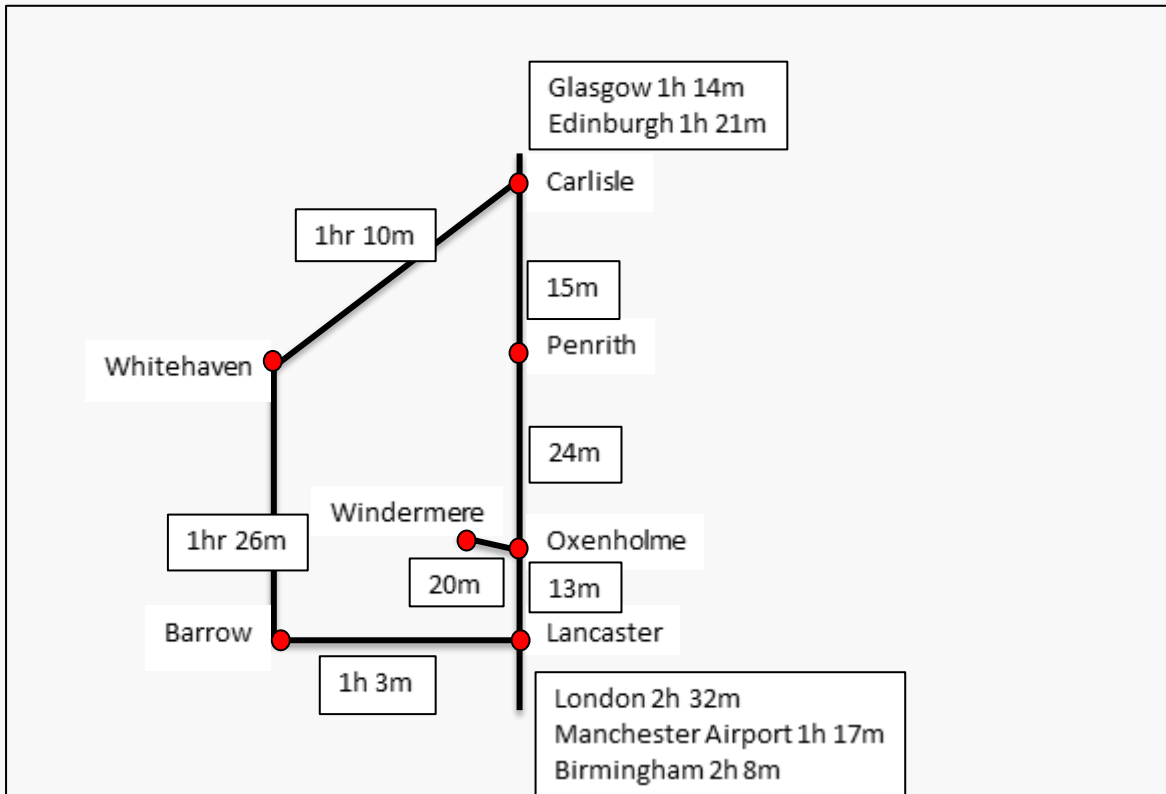 Glasgow 1h 14m
Edinburgh 1h 21m
Carlisle
1hr 10m
15m
Penrith
Whitehaven
24m
Windermere
1hr 26m
Oxenholme
20m
13m
Barrow
Lancaster
1h 3m
London 2h 32m
Manchester Airport 1h 17m
Birmingham 2h 8m